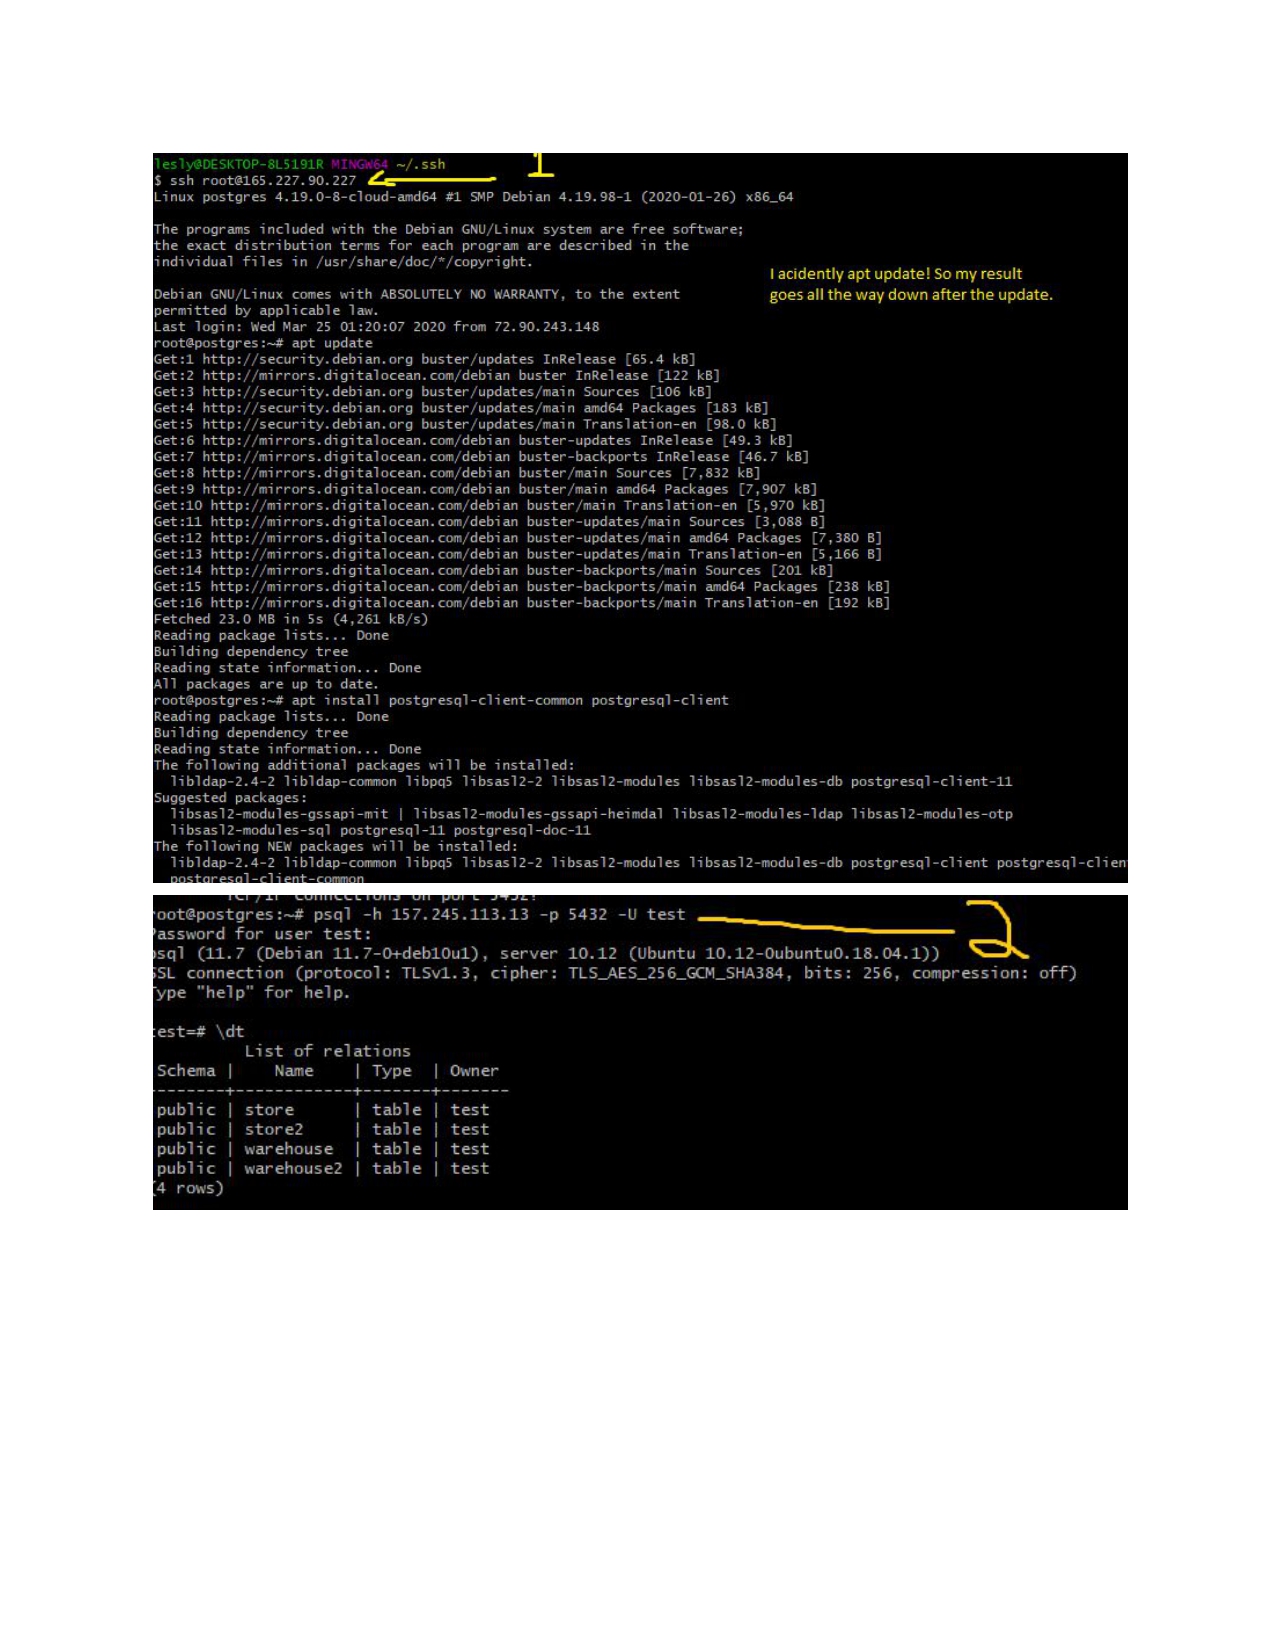 lesly@DESKTOP-8L5191R MINGW64 ~/.ssh
1
$ ssh root@165.227.90.227
Linux postgres 4.19.0-8-cloud-amd64 #1 SMP Debian 4.19.98-1 (2020-01-26) x86_64
The programs included with the Debian GNU/Linux system are free software;
the exact distribution terms for each program are described in the
individual files in /usr/share/doc/*/copyright.
I acidently apt update! So my result
goes all the way down after the update.
Debian GNU/Linux comes with ABSOLUTELY NO WARRANTY, to the extent
permitted by applicable law.
Last login: Wed Mar 25 01:20:07 2020 from 72.90.243.148
root@postgres:~# apt update
Get:1 http://security.debian.org buster/updates InRelease [65.4 kB]
Get:2 http://mirrors.digitalocean.com/debian buster InRelease [122 kB]
Get:3 http://security.debian.org buster/updates/main Sources [106 kB]
Get:4 http://security.debian.org buster/updates/main amd64 Packages [183 kB]
Get:5 http://security.debian.org buster/updates/main Translation-en [98.0 kB]
Get:6 http://mirrors.digitalocean.com/debian buster-updates InRelease [49.3 kB]
Get:7 http://mirrors.digitalocean.com/debian buster-backports InRelease [46.7 kB]
Get:8 http://mirrors.digitalocean.com/debian buster/main Sources [7,832 kB]
Get:9 http://mirrors.digitalocean.com/debian buster/main amd64 Packages [7,907 kB]
Get:10 http://mirrors.digitalocean.com/debian buster/main Translation-en [5,970 kB]
Get:11 http://mirrors.digitalocean.com/debian buster-updates/main Sources [3,088 B]
Get:12 http://mirrors.digitalocean.com/debian buster-updates/main amd64 Packages [7,380 B]
Get:13 http://mirrors.digitalocean.com/debian buster-updates/main Translation-en [5,166 B]
Get:14 http://mirrors.digitalocean.com/debian buster-backports/main Sources [201 kB]
Get:15 http://mirrors.digitalocean.com/debian buster-backports/main amd64 Packages [238 kB]
Get:16 http://mirrors.digitalocean.com/debian buster-backports/main Translation-en [192 kB]
Fetched 23.0 MB in 5s (4,261 kB/s)
Reading package lists... Done
Building dependency tree
Reading state information... Done
All packages are up to date.
root@postgres:~# apt install postgresql-client-common postgresql-client
Reading package lists... Done
Building dependency tree
Reading state information... Done
The following additional packages will be installed:
libldap-2.4-2 libldap-common libpq5 libsasl2-2 libsasl2-modules libsasl2-modules-db postgresql-client-11
Suggested packages:
libsasl2-modules-gssapi-mit | libsasl2-modules-gssapi-heimdal libsasl2-modules-ldap libsasl2-modules-otp
libsasl2-modules-sql postgresql-11 postgresql-doc-11
The following NEW packages will be installed:
libldap-2.4-2 libldap-common libpq5 libsasl2-2 libsasl2-modules libsasl2-modules-db postgresql-client postgresql-clien
postgresql-client-common
TCP/IP connections on port 5432?
oot@postgres:~# psql -h 157.245.113.13 -p 5432 -U test
2
Password for user test:
psql (11.7 (Debian 11.7-0+deb10u1), server 10.12 (Ubuntu 10.12-0ubuntu0.18.04.1))
SSL connection (protocol: TLSv1.3, cipher: TLS_AES_256_GCM_SHA384, bits: 256, compression: off)
Type "help" for help.
est=# \dt
List of relations
Schema | Name | Type | Owner
--------+------------+-------+-------
public | store | table | test
public | store2 | table | test
public | warehouse | table | test
public | warehouse2 | table | test
(4 rows)